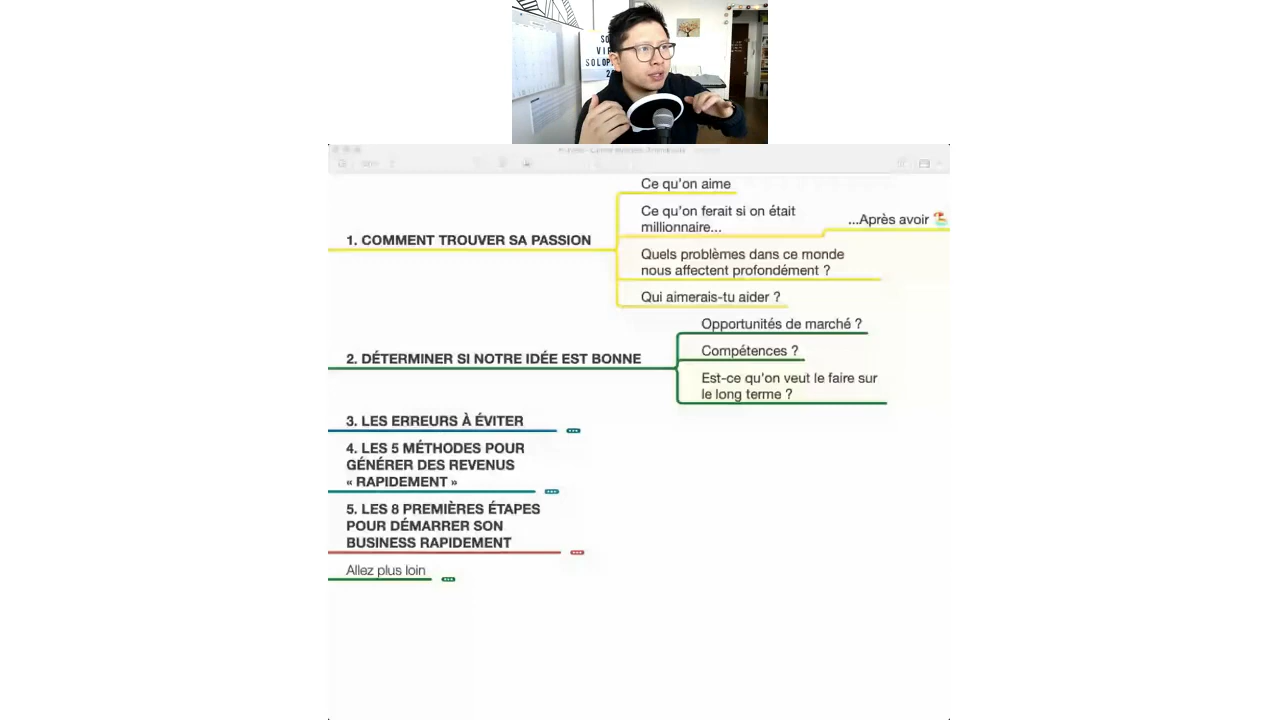 Ce qu'on aime
Ce qu'on ferait si on était
millionnaire...
...Après avoir
1. COMMENT TROUVER SA PASSION
Quels problèmes dans ce monde
nous affectent profondément ?
Qui aimerais-tu aider ?
Opportunités de marché ?
2. DÉTERMINER SI NOTRE IDÉE EST BONNE
Compétences ?
Est-ce qu'on veut le faire sur
le long terme ?
3. LES ERREURS À ÉVITER
4. LES 5 MÉTHODES POUR
GÉNÉRER DES REVENUS
« RAPIDEMENT »
5. LES 8 PREMIÈRES ÉTAPES
POUR DÉMARRER SON
BUSINESS RAPIDEMENT
Allez plus loin